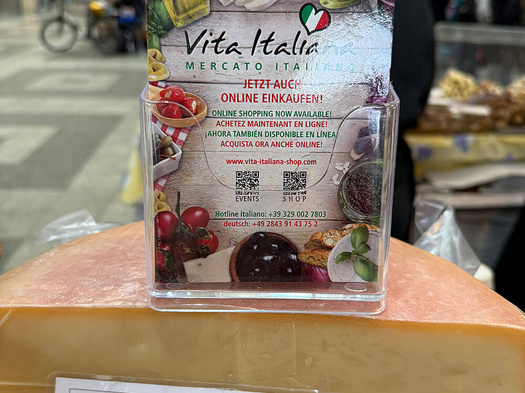 Vita Italiana
MERCATO ITALIANO
JETZT AUCH
ONLINE EINKAUFEN!
ONLINE SHOPPING NOW AVAILABLE!
ACHETEZ MAINTENANT EN LIGNE!
¡AHORA TAMBIÉN DISPONIBLE EN LÍNEA!
ACQUISTA ORA ANCHE ONLINE!
www.vita-italiana-shop.com
EVENTS SHOP
Hotline italiano: +39 329 002 7803
deutsch: +49 2843 91 43 75 2